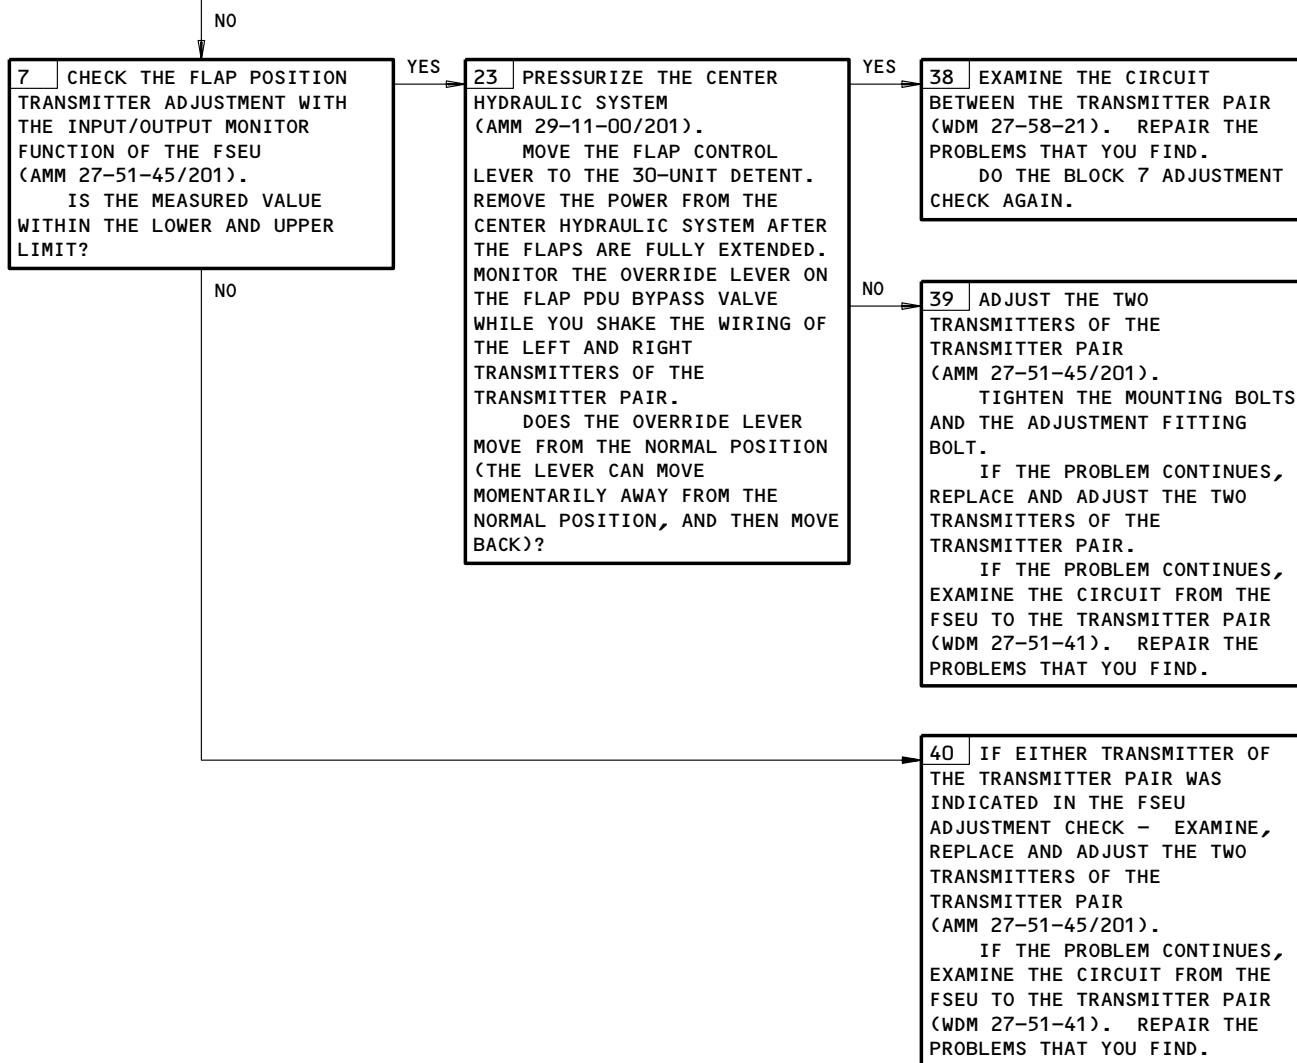 NO
7 CHECK THE FLAP POSITION
TRANSMITTER ADJUSTMENT WITH
THE INPUT/OUTPUT MONITOR
FUNCTION OF THE FSEU
(AMM 27-51-45/201).
IS THE MEASURED VALUE
WITHIN THE LOWER AND UPPER
LIMIT?
YES
NO
23 PRESSURIZE THE CENTER
HYDRAULIC SYSTEM
(AMM 29-11-00/201).
MOVE THE FLAP CONTROL
LEVER TO THE 30-UNIT DETENT.
REMOVE THE POWER FROM THE
CENTER HYDRAULIC SYSTEM AFTER
THE FLAPS ARE FULLY EXTENDED.
MONITOR THE OVERRIDE LEVER ON
THE FLAP PDU BYPASS VALVE
WHILE YOU SHAKE THE WIRING OF
THE LEFT AND RIGHT
TRANSMITTERS OF THE
TRANSMITTER PAIR.
DOES THE OVERRIDE LEVER
MOVE FROM THE NORMAL POSITION
(THE LEVER CAN MOVE
MOMENTARILY AWAY FROM THE
NORMAL POSITION, AND THEN MOVE
BACK)?
YES
NO
38 EXAMINE THE CIRCUIT
BETWEEN THE TRANSMITTER PAIR
(WDM 27-58-21). REPAIR THE
PROBLEMS THAT YOU FIND.
DO THE BLOCK 7 ADJUSTMENT
CHECK AGAIN.
39 ADJUST THE TWO
TRANSMITTERS OF THE
TRANSMITTER PAIR
(AMM 27-51-45/201).
TIGHTEN THE MOUNTING BOLTS
AND THE ADJUSTMENT FITTING
BOLT.
IF THE PROBLEM CONTINUES,
REPLACE AND ADJUST THE TWO
TRANSMITTERS OF THE
TRANSMITTER PAIR.
IF THE PROBLEM CONTINUES,
EXAMINE THE CIRCUIT FROM THE
FSEU TO THE TRANSMITTER PAIR
(WDM 27-51-41). REPAIR THE
PROBLEMS THAT YOU FIND.
40 IF EITHER TRANSMITTER OF
THE TRANSMITTER PAIR WAS
INDICATED IN THE FSEU
ADJUSTMENT CHECK - EXAMINE,
REPLACE AND ADJUST THE TWO
TRANSMITTERS OF THE
TRANSMITTER PAIR
(AMM 27-51-45/201).
IF THE PROBLEM CONTINUES,
EXAMINE THE CIRCUIT FROM THE
FSEU TO THE TRANSMITTER PAIR
(WDM 27-51-41). REPAIR THE
PROBLEMS THAT YOU FIND.